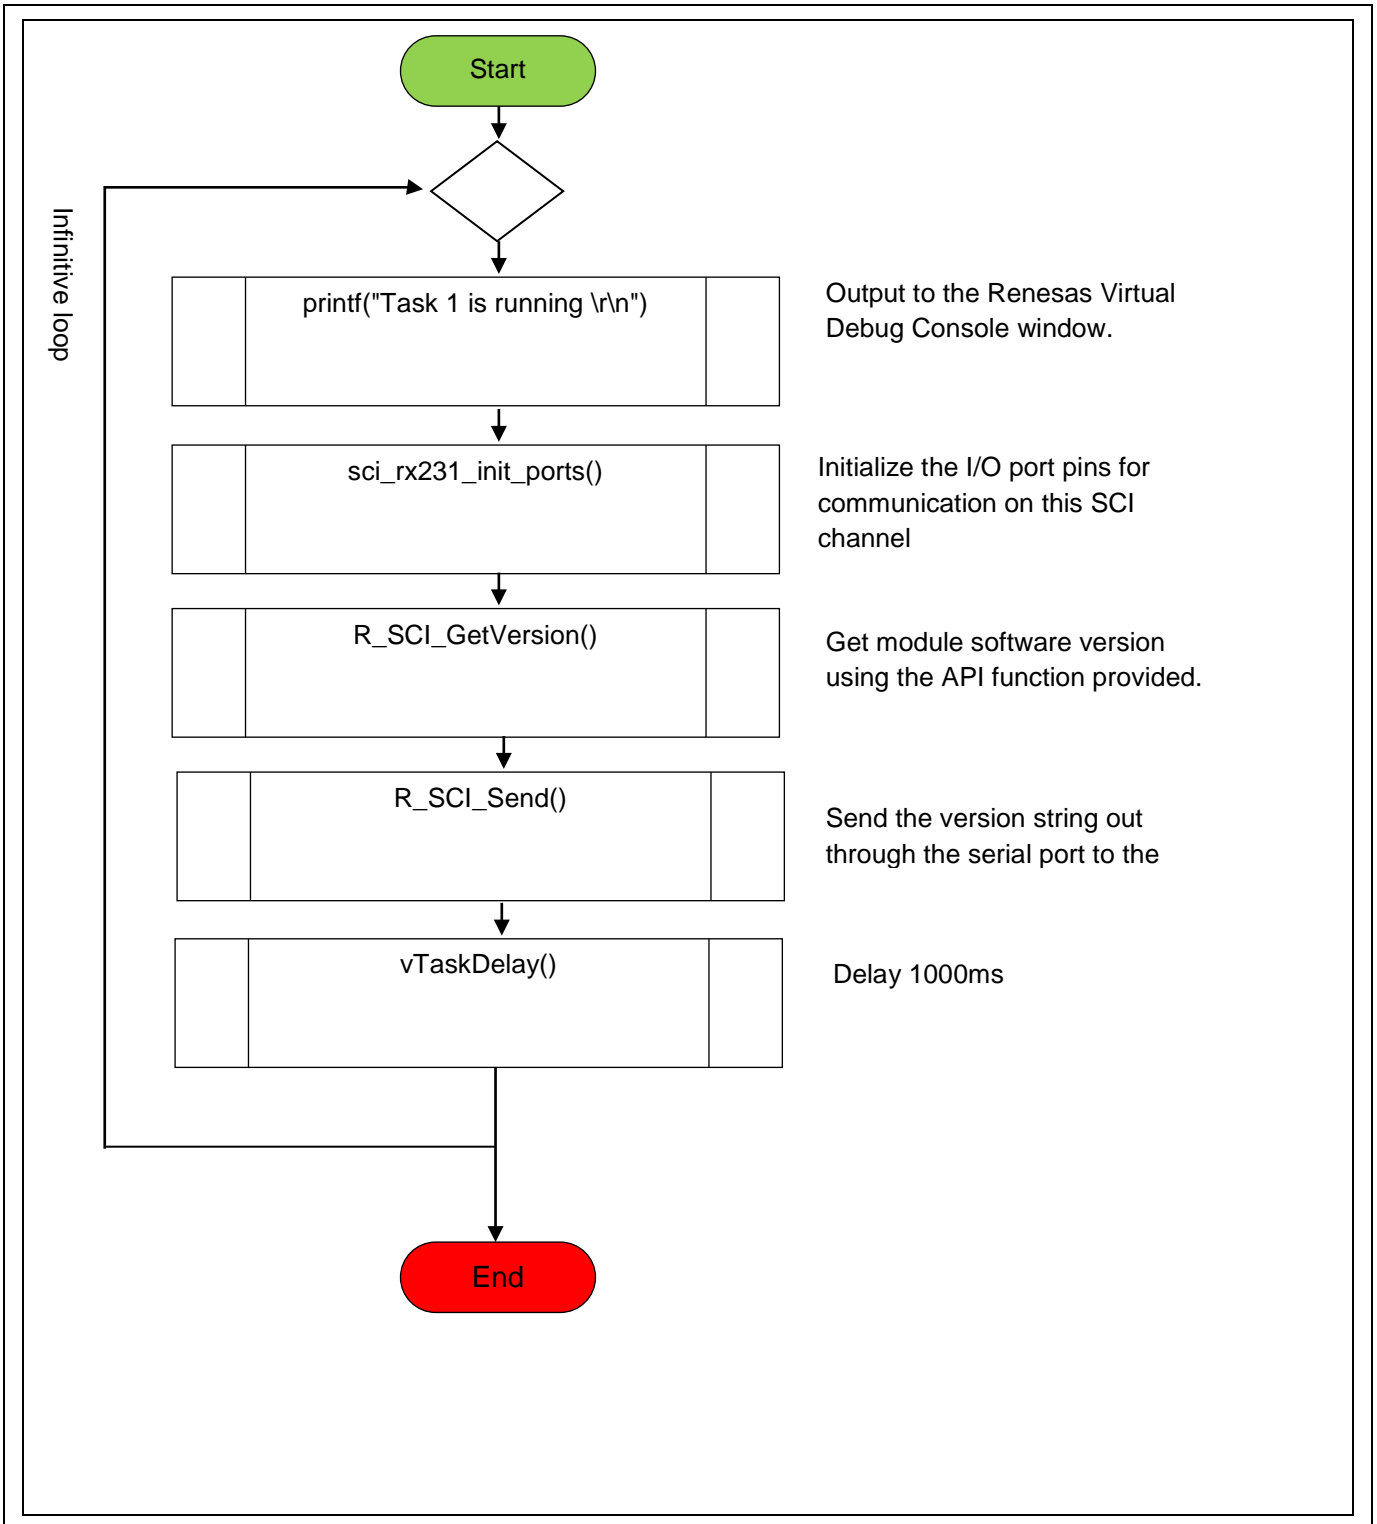 Start
Infinitive loop
printf("Task 1 is running \r\n")
Output to the Renesas Virtual
Debug Console window.
sci_rx231_init_ports()
Initialize the I/O port pins for
communication on this SCI
channel
R_SCI_GetVersion()
Get module software version
using the API function provided.
R_SCI_Send()
Send the version string out
through the serial port to the
vTaskDelay()
Delay 1000ms
End